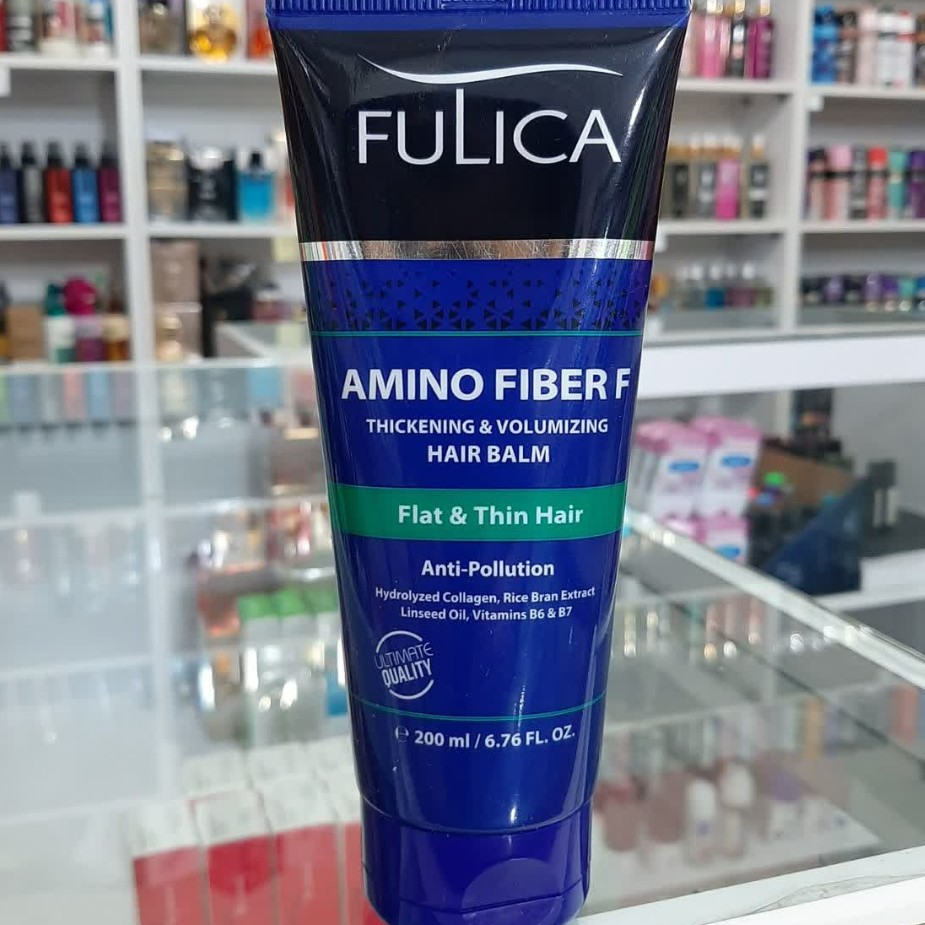 FULICA
AMINO FIBER F
THICKENING & VOLUMIZING
HAIR BALM
Flat & Thin Hair
Anti-Pollution
Hydrolyzed Collagen, Rice Bran Extract
Linseed Oil, Vitamins B6 & B7
ULTIMATE
QUALITY
℮ 200 ml / 6.76 FL. OZ.